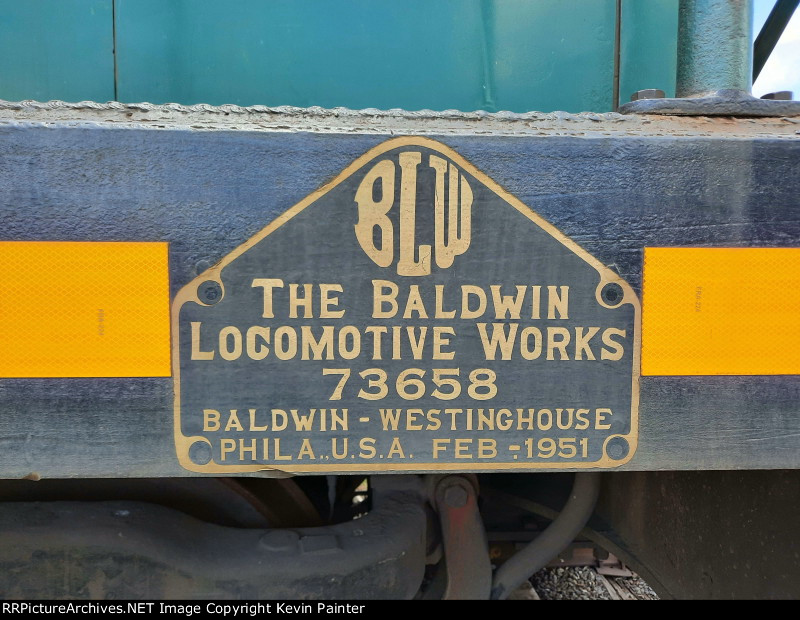 BLW
THE BALDWIN
LOCOMOTIVE WORKS
73658
BALDWIN - WESTINGHOUSE
PHILA., U.S.A. FEB-1951
RRPictureArchives.NET Image Copyright Kevin Painter